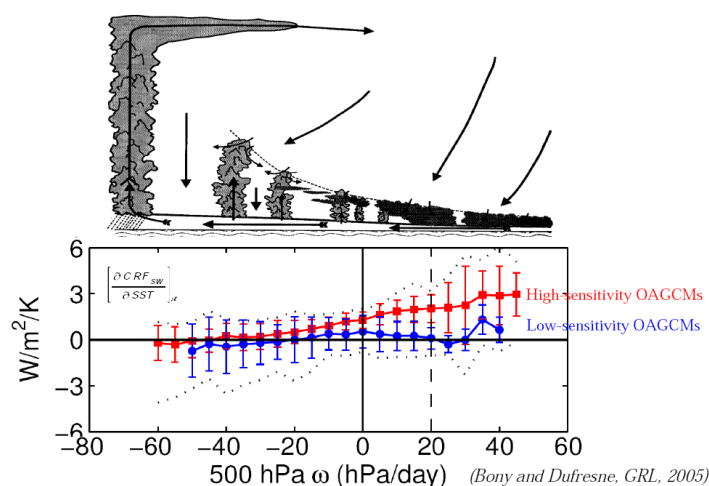 [∂CRF_SW / ∂SST]_𝒿t
High-sensitivity OAGCMs
Low-sensitivity OAGCMs
W/m²/K
6
3
0
−3
−6
−80 −60 −40 −20 0 20 40 60
500 hPa ω (hPa/day)
(Bony and Dufresne, GRL, 2005)